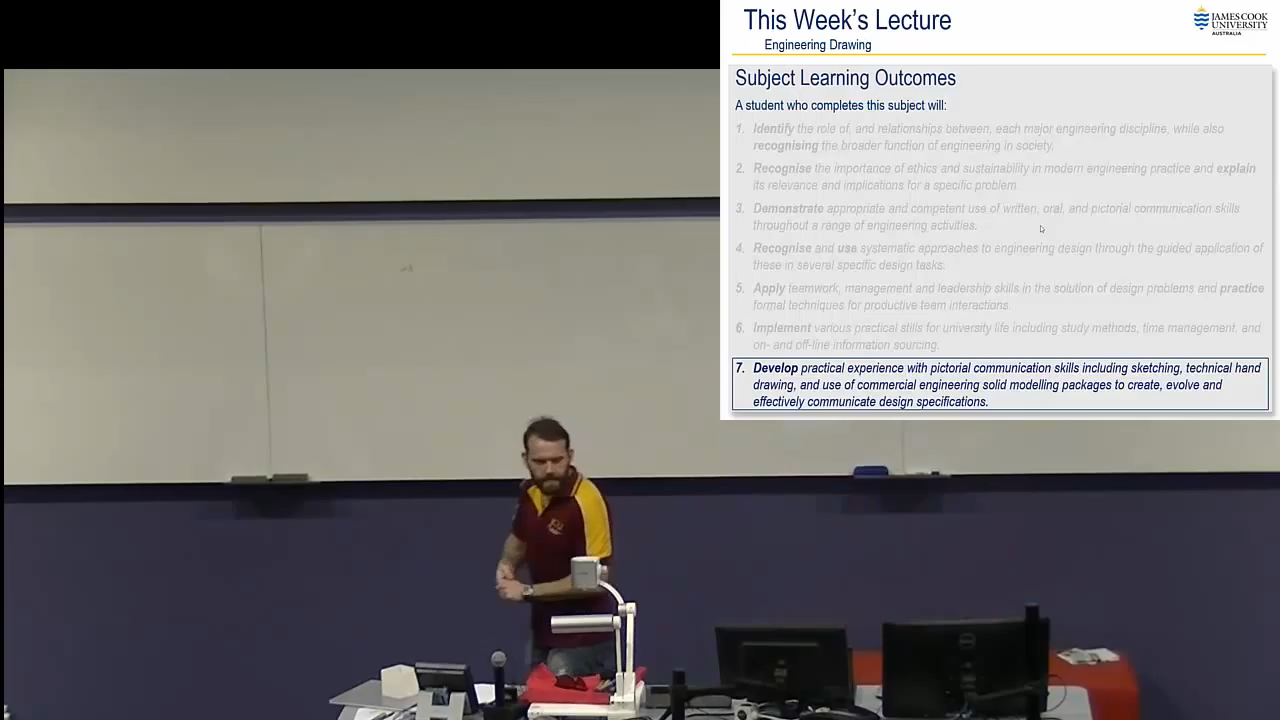 This Week's Lecture
Engineering Drawing
JAMES COOK
UNIVERSITY
AUSTRALIA
Subject Learning Outcomes
A student who completes this subject will:
1. Identify the role of, and relationships between, each major engineering discipline, while also
recognising the broader function of engineering in society.
2. Recognise the importance of ethics and sustainability in modern engineering practice and explain
its relevance and implications for a specific problem.
3. Demonstrate appropriate and competent use of written, oral, and pictorial communication skills
throughout a range of engineering activities.
4. Recognise and use systematic approaches to engineering design through the guided application of
these in several specific design tasks.
5. Apply teamwork, management and leadership skills in the solution of design problems and practice
formal techniques for productive team interactions.
6. Implement various practical stills for university life including study methods, time management, and
on- and off-line information sourcing.
7. Develop practical experience with pictorial communication skills including sketching, technical hand
drawing, and use of commercial engineering solid modelling packages to create, evolve and
effectively communicate design specifications.